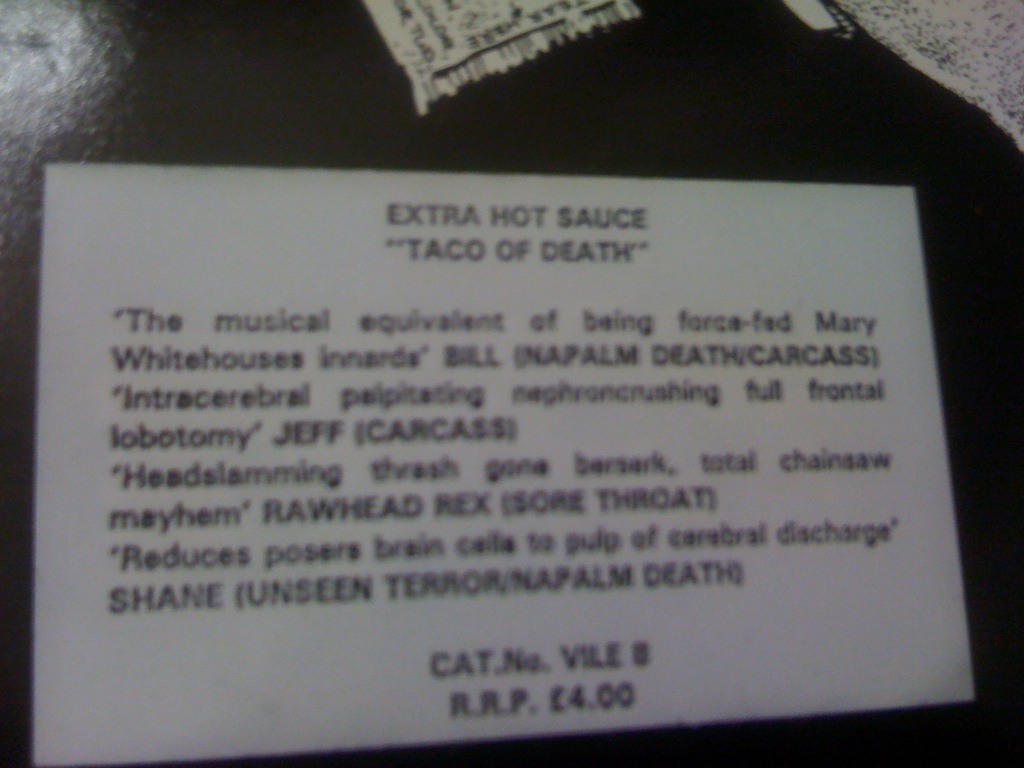 TEAR HERE
EXTRA HOT SAUCE
""TACO OF DEATH""
"The musical equivalent of being force-fed Mary
Whitehouses innards" BILL (NAPALM DEATH/CARCASS)
"Intracerebral palpitating nephroncrushing full frontal
lobotomy" JEFF (CARCASS)
"Headslamming thrash gone berserk, total chainsaw
mayhem" RAWHEAD REX (SORE THROAT)
"Reduces posers brain cells to pulp of cerebral discharge"
SHANE (UNSEEN TERROR/NAPALM DEATH)
CAT.No. VILE 8
R.R.P. £4.00